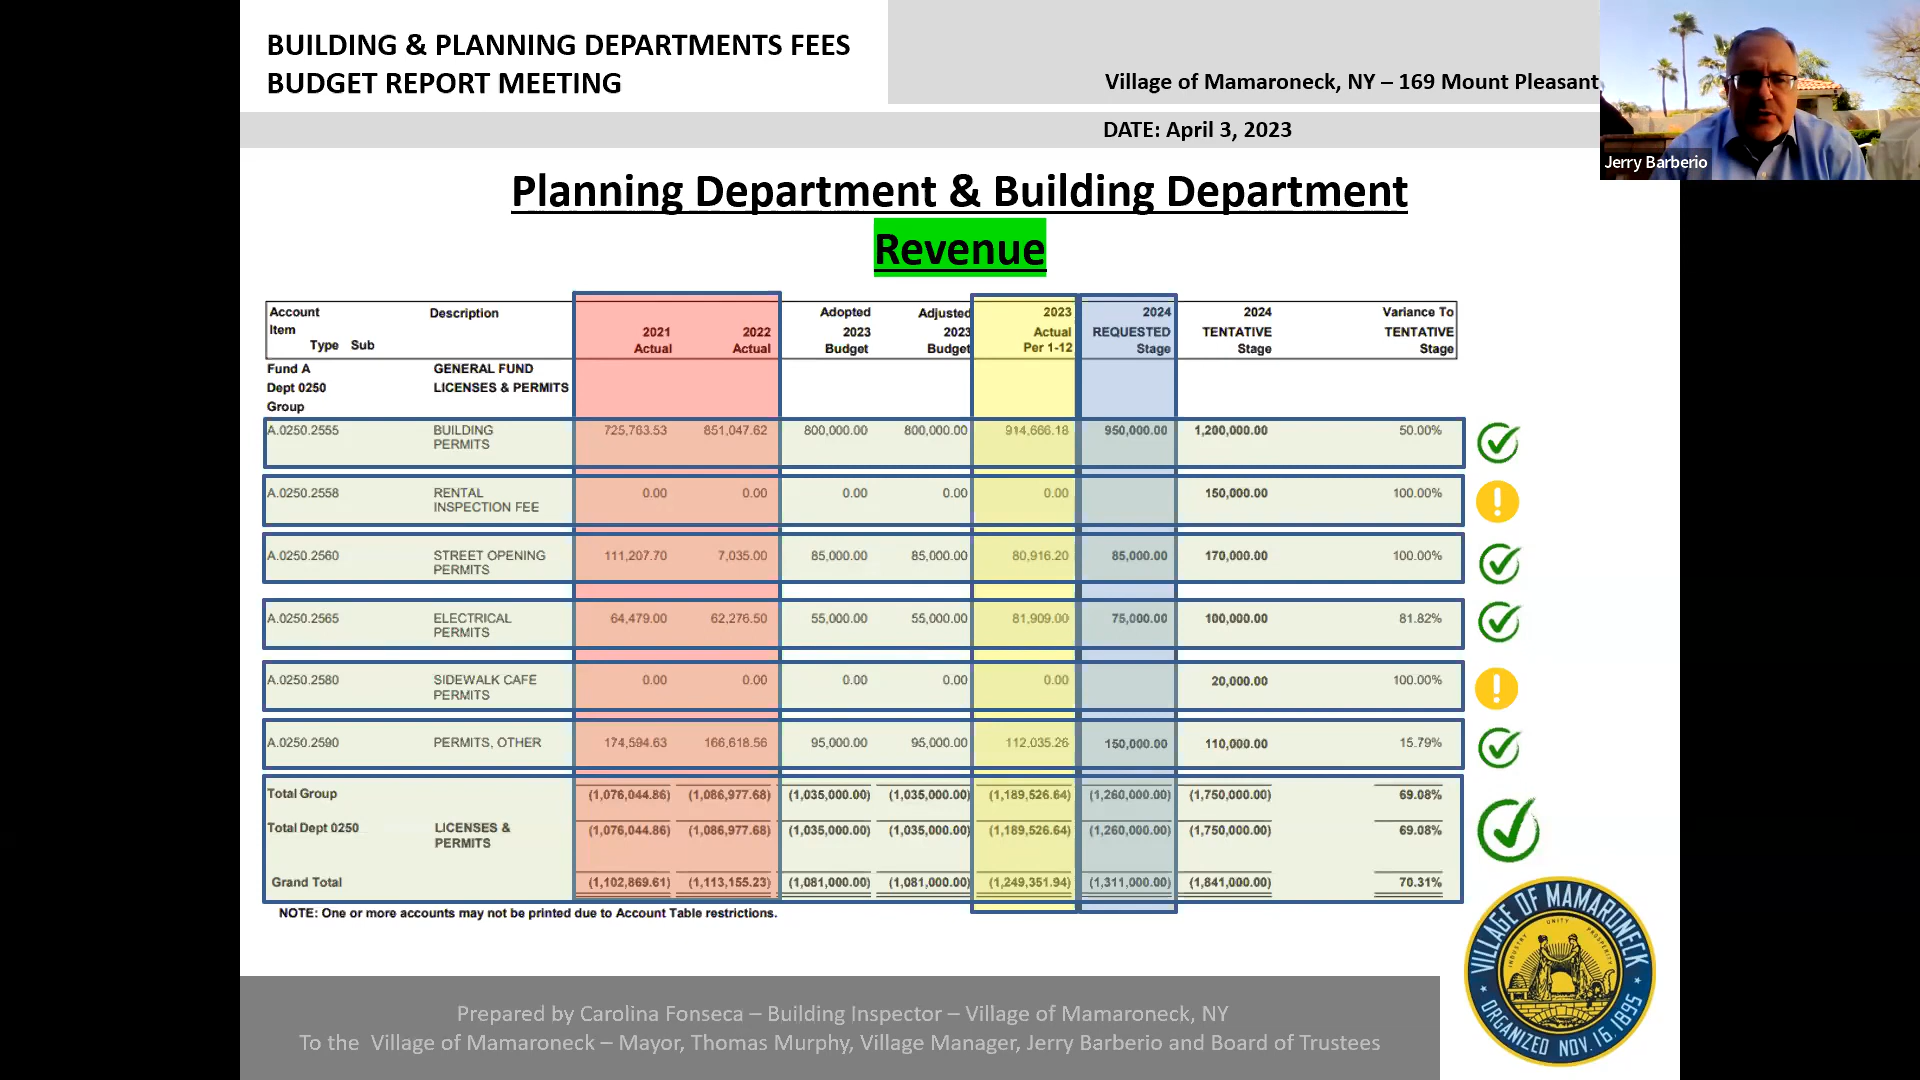 BUILDING & PLANNING DEPARTMENTS FEES
BUDGET REPORT MEETING
Village of Mamaroneck, NY – 169 Mount Pleasant
DATE: April 3, 2023
Jerry Barberio
Planning Department & Building Department
Revenue
Account Description Adopted Adjusted 2023 2024 2024 Variance To
Item 2021 2022 2023 2023 Actual REQUESTED TENTATIVE TENTATIVE
Type Sub Actual Actual Budget Budget Per 1-12 Stage Stage Stage
Fund A GENERAL FUND
Dept 0250 LICENSES & PERMITS
Group
A.0250.2555 BUILDING 725,763.53 851,047.62 800,000.00 800,000.00 914,666.18 950,000.00 1,200,000.00 50.00%
PERMITS
A.0250.2558 RENTAL 0.00 0.00 0.00 0.00 0.00 150,000.00 100.00%
INSPECTION FEE
A.0250.2560 STREET OPENING 111,207.70 7,035.00 85,000.00 85,000.00 80,916.20 85,000.00 170,000.00 100.00%
PERMITS
A.0250.2565 ELECTRICAL 64,479.00 62,276.50 55,000.00 55,000.00 81,909.00 75,000.00 100,000.00 81.82%
PERMITS
A.0250.2580 SIDEWALK CAFE 0.00 0.00 0.00 0.00 0.00 20,000.00 100.00%
PERMITS
A.0250.2590 PERMITS, OTHER 174,594.63 166,618.56 95,000.00 95,000.00 112,035.26 150,000.00 110,000.00 15.79%
Total Group (1,076,044.86) (1,086,977.68) (1,035,000.00) (1,035,000.00) (1,189,526.64) (1,260,000.00) (1,750,000.00) 69.08%
Total Dept 0250 LICENSES & (1,076,044.86) (1,086,977.68) (1,035,000.00) (1,035,000.00) (1,189,526.64) (1,260,000.00) (1,750,000.00) 69.08%
PERMITS
Grand Total (1,102,869.61) (1,113,155.23) (1,081,000.00) (1,081,000.00) (1,249,351.94) (1,311,000.00) (1,841,000.00) 70.31%
NOTE: One or more accounts may not be printed due to Account Table restrictions.
VILLAGE OF MAMARONECK
INDUSTRY UNITY PROSPERITY
ORGANIZED NOV. 16, 1895
Prepared by Carolina Fonseca – Building Inspector – Village of Mamaroneck, NY
To the Village of Mamaroneck – Mayor, Thomas Murphy, Village Manager, Jerry Barberio and Board of Trustees